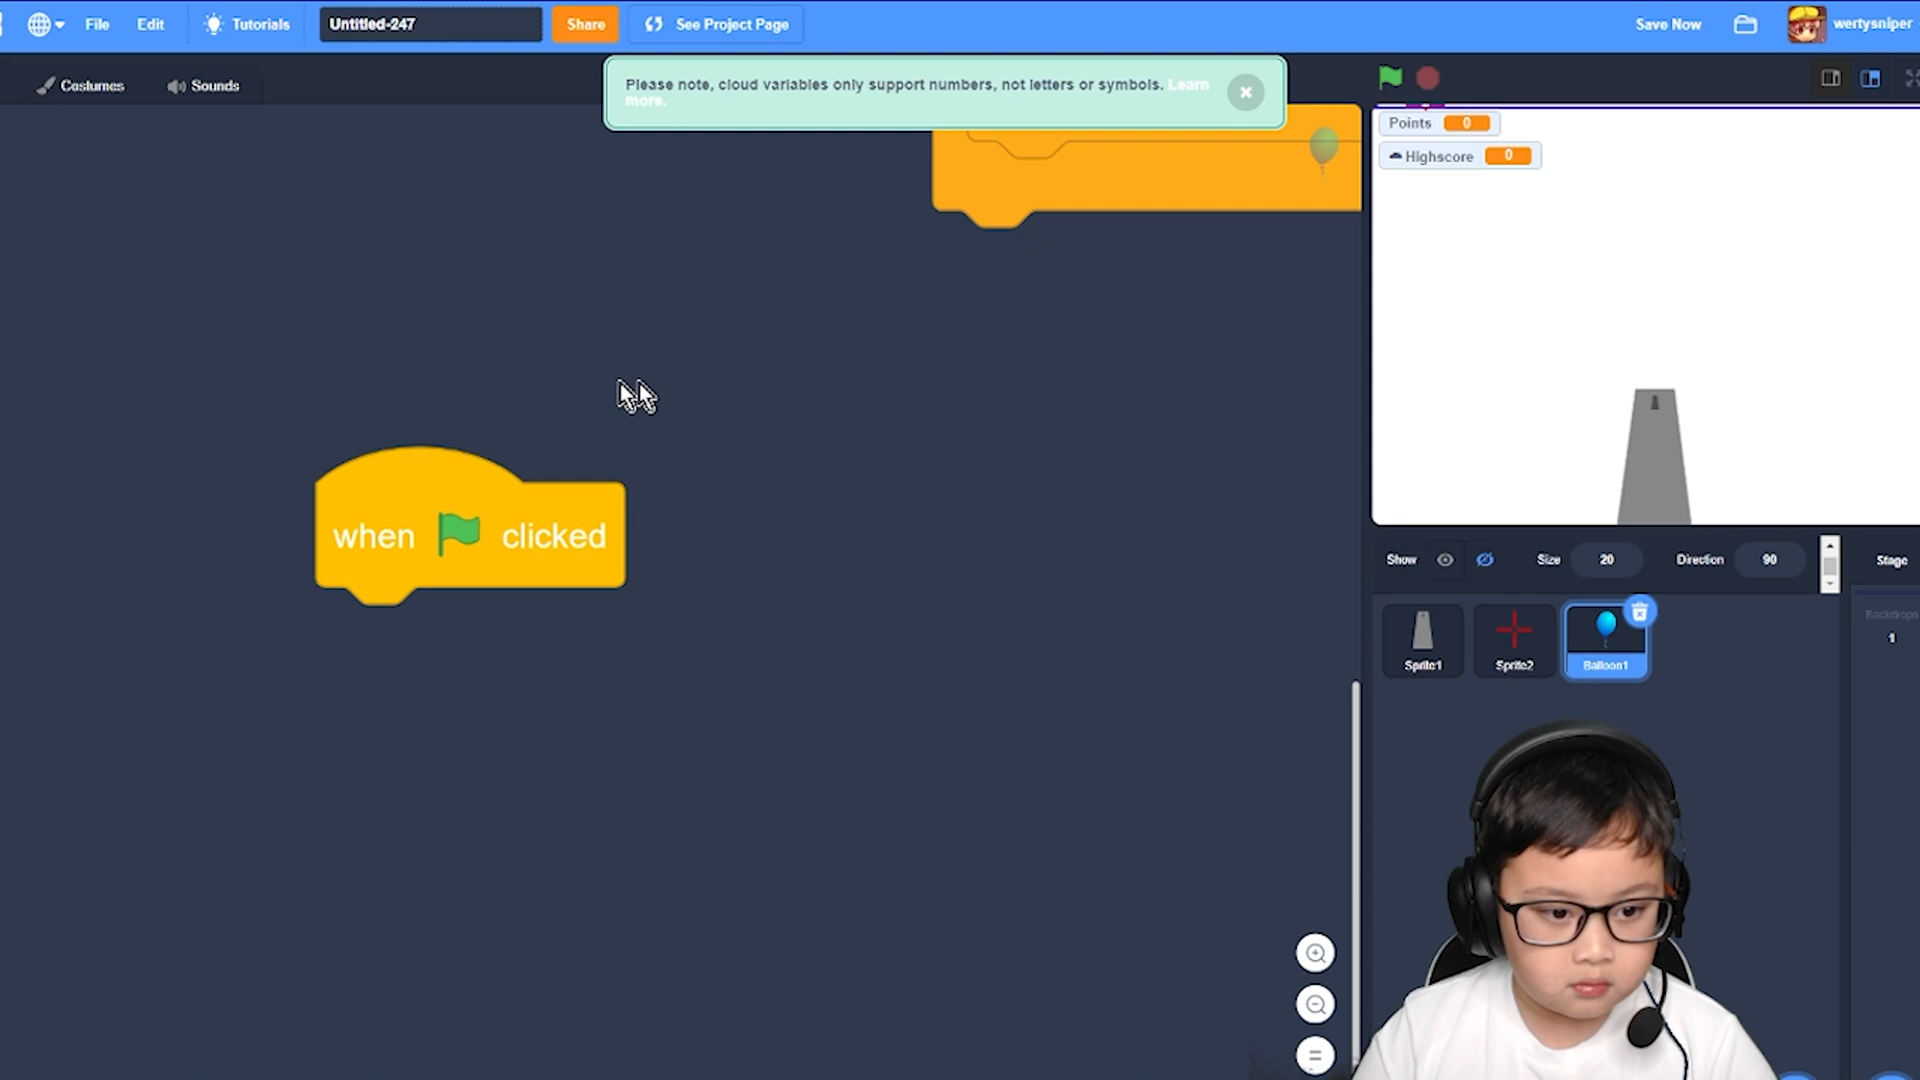 File
Edit
Tutorials
Untitled-247
Share
See Project Page
Save Now
wertysniper
Costumes
Sounds
Please note, cloud variables only support numbers, not letters or symbols. Learn
more.
Points 0
Highscore 0
when clicked
Show
Size 20
Direction 90
Stage
Sprite1
Sprite2
Balloon1
Backdrops
1